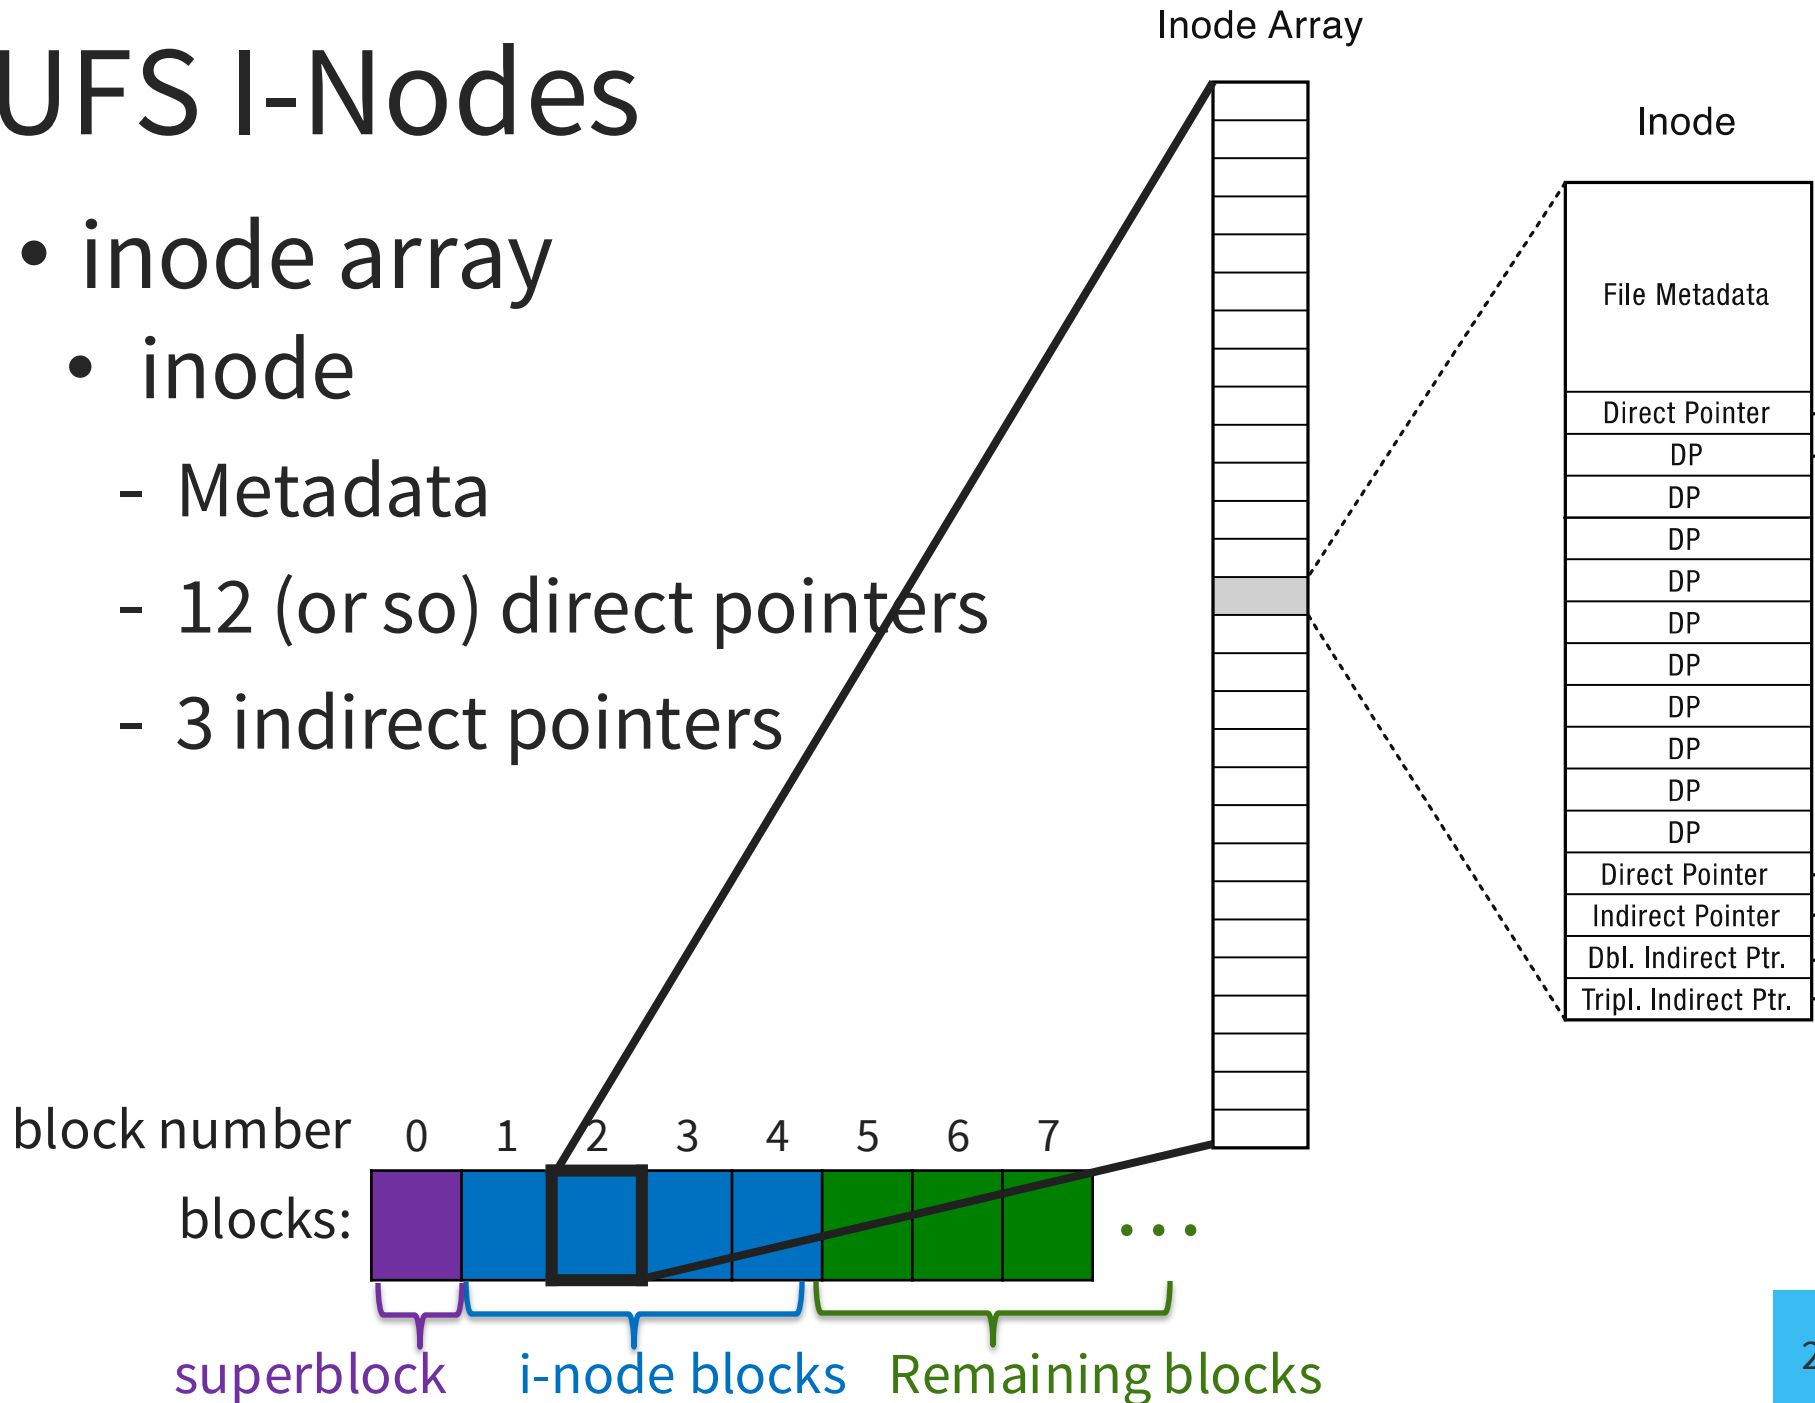 UFS I-Nodes
• inode array
• inode
- Metadata
- 12 (or so) direct pointers
- 3 indirect pointers
Inode Array
Inode
File Metadata
Direct Pointer
DP
DP
DP
DP
DP
DP
DP
DP
DP
DP
Direct Pointer
Indirect Pointer
Dbl. Indirect Ptr.
Tripl. Indirect Ptr.
block number 0 1 2 3 4 5 6 7
blocks: ...
superblock i-node blocks Remaining blocks